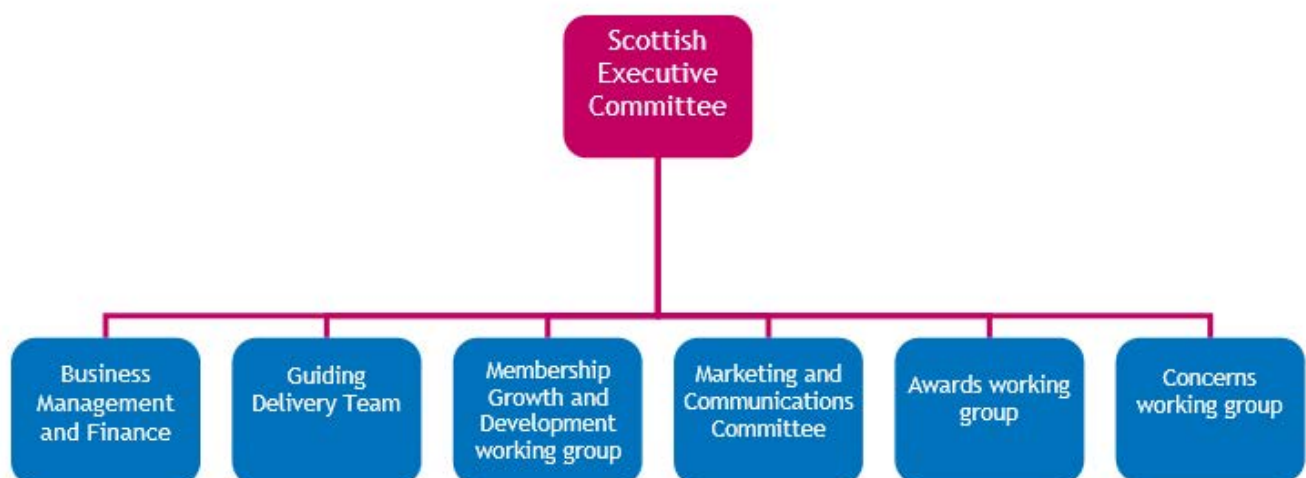 Scottish
Executive
Committee
Business
Management
and Finance
Guiding
Delivery Team
Membership
Growth and
Development
working group
Marketing and
Communications
Committee
Awards working
group
Concerns
working group